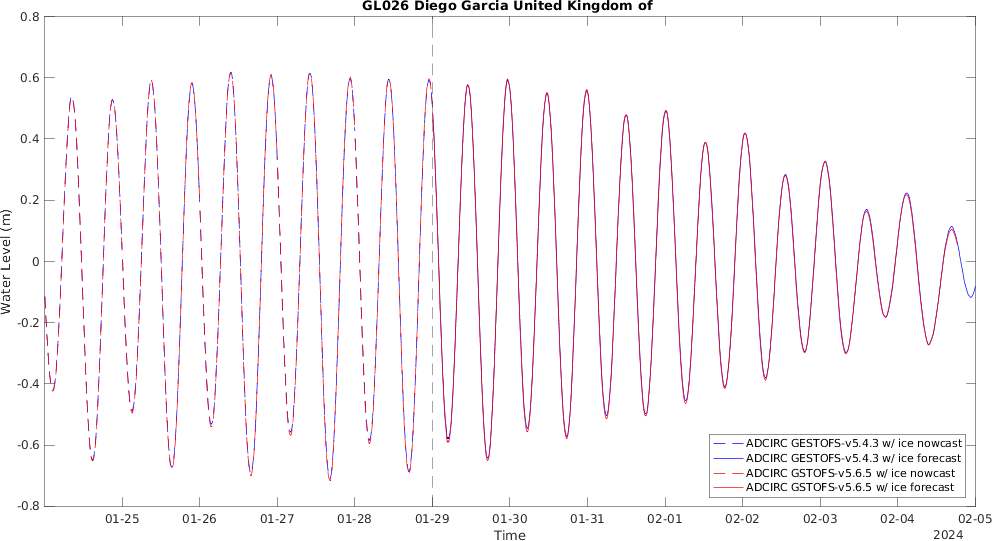 GL026 Diego Garcia United Kingdom of
0.8
0.6
0.4
0.2
0
-0.2
-0.4
-0.6
-0.8
Water Level (m)
ADCIRC GESTOFS-v5.4.3 w/ ice nowcast
ADCIRC GESTOFS-v5.4.3 w/ ice forecast
ADCIRC GSTOFS-v5.6.5 w/ ice nowcast
ADCIRC GSTOFS-v5.6.5 w/ ice forecast
01-25 01-26 01-27 01-28 01-29 01-30 01-31 02-01 02-02 02-03 02-04 02-05
Time
2024